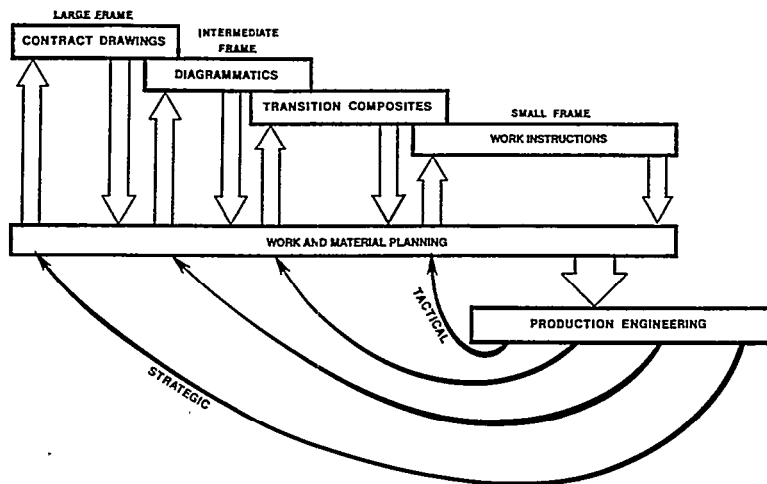 LARGE FRAME
CONTRACT DRAWINGS
INTERMEDIATE
FRAME
DIAGRAMMATICS
TRANSITION COMPOSITES
SMALL FRAME
WORK INSTRUCTIONS
WORK AND MATERIAL PLANNING
TACTICAL
PRODUCTION ENGINEERING
STRATEGIC